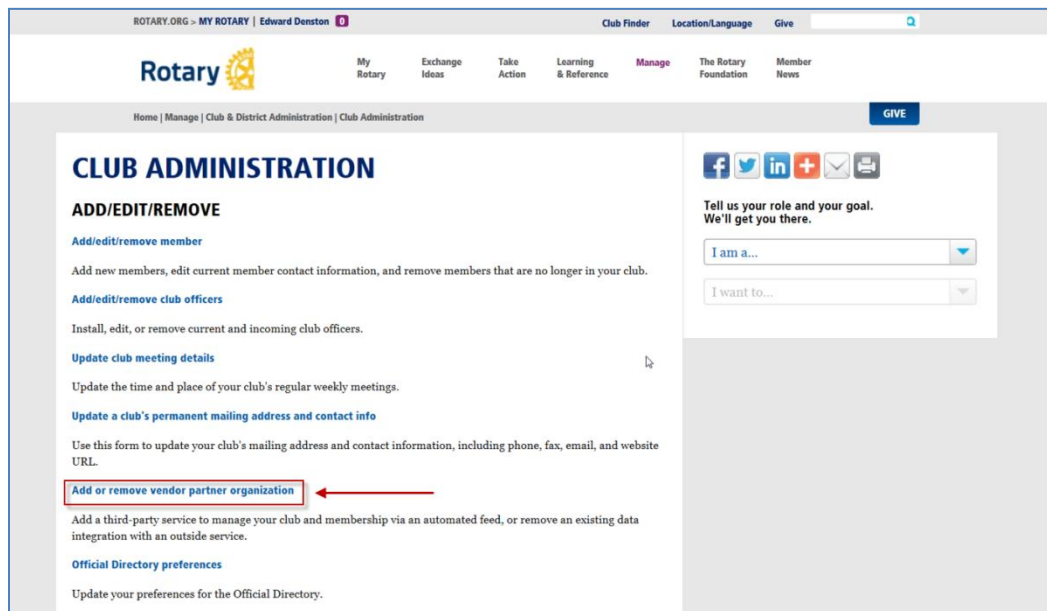 ROTARY.ORG > MY ROTARY | Edward Denston 0
Club Finder Location/Language Give
Rotary
My Rotary
Exchange Ideas
Take Action
Learning & Reference
Manage
The Rotary Foundation
Member News
Home | Manage | Club & District Administration | Club Administration
GIVE
CLUB ADMINISTRATION
ADD/EDIT/REMOVE
Add/edit/remove member
Add new members, edit current member contact information, and remove members that are no longer in your club.
Add/edit/remove club officers
Install, edit, or remove current and incoming club officers.
Update club meeting details
Update the time and place of your club's regular weekly meetings.
Update a club's permanent mailing address and contact info
Use this form to update your club's mailing address and contact information, including phone, fax, email, and website
URL.
Add or remove vendor partner organization
Add a third-party service to manage your club and membership via an automated feed, or remove an existing data
integration with an outside service.
Official Directory preferences
Update your preferences for the Official Directory.
f in +
Tell us your role and your goal.
We'll get you there.
I am a...
I want to...